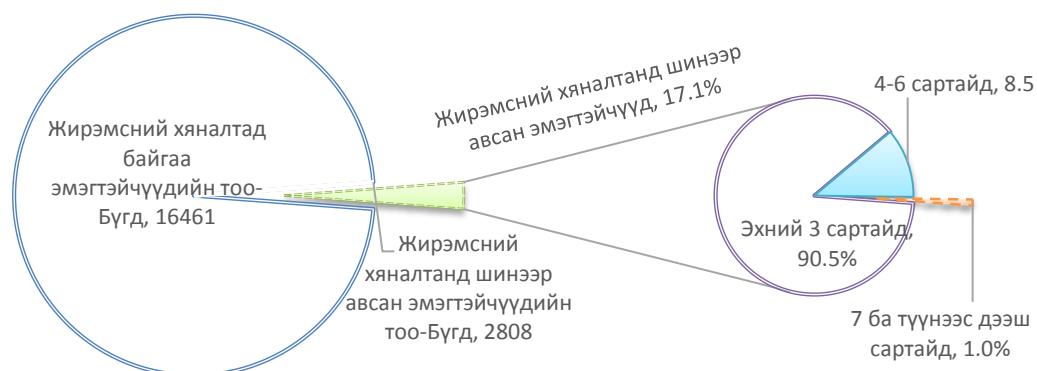 Жирэмсний хяналтад
байгаа
эмэгтэйчүүдийн тоо-
Бүгд, 16461
Жирэмсний хяналтанд шинээр
авсан эмэгтэйчүүд, 17.1%
Жирэмсний
хяналтанд шинээр
авсан эмэгтэйчүүдийн
тоо-Бүгд, 2808
4-6 сартайд, 8.5
Эхний 3 сартайд,
90.5%
7 ба түүнээс дээш
сартайд, 1.0%